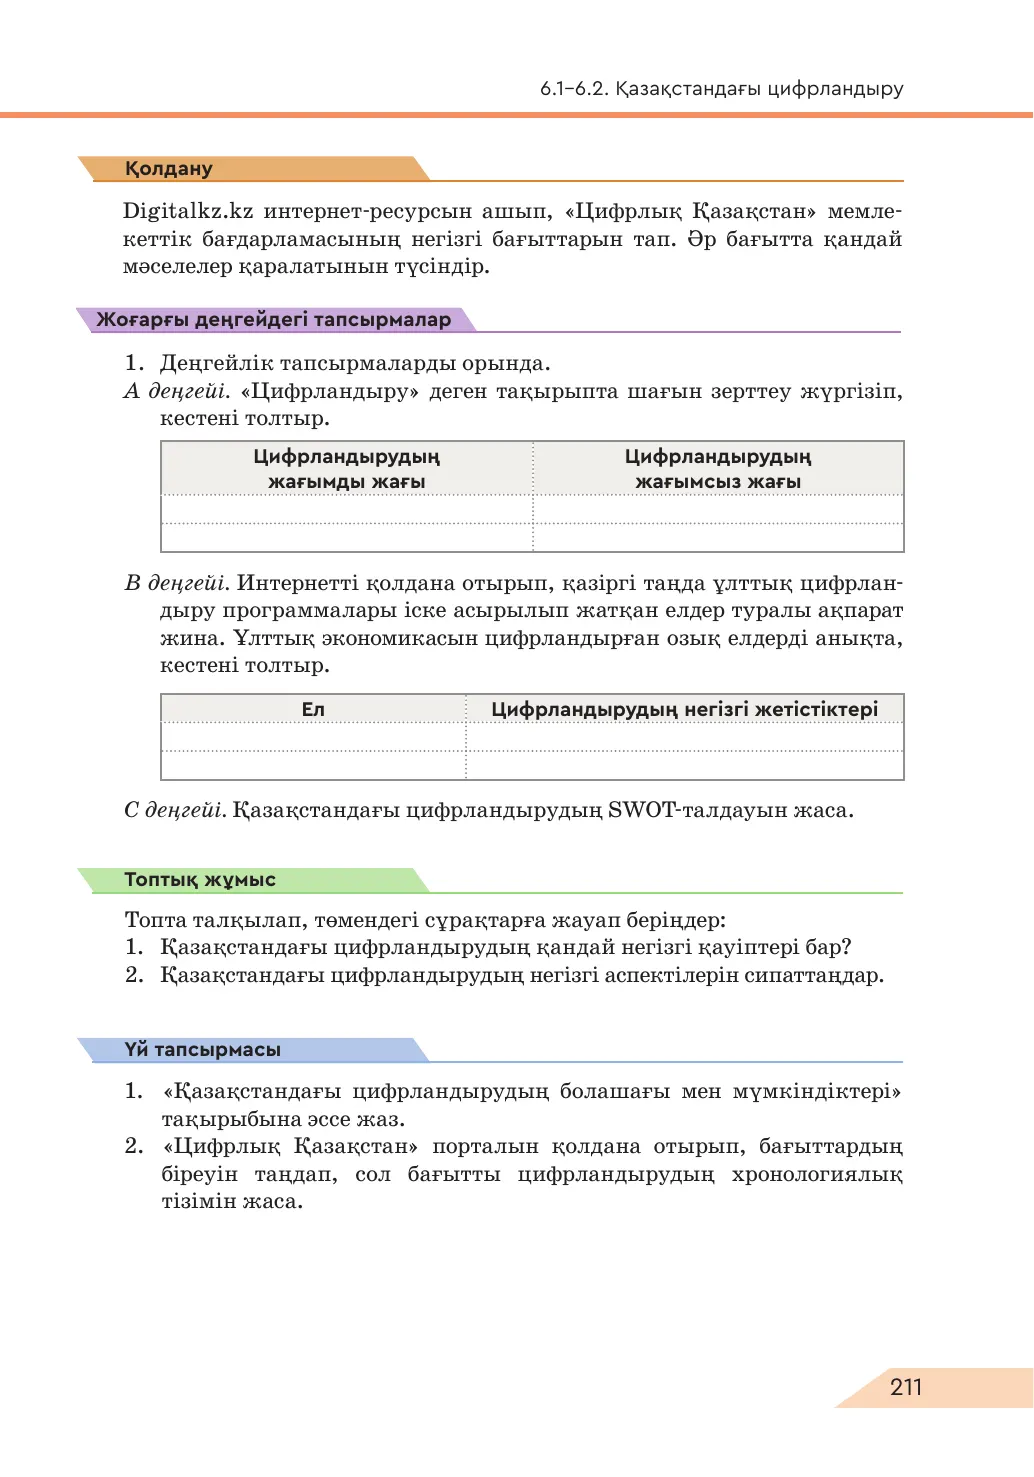 6.1–6.2. Қазақстандағы цифрландыру
Қолдану
Digitalkz.kz интернет-ресурсын ашып, «Цифрлық Қазақстан» мемле-
кеттік бағдарламасының негізгі бағыттарын тап. Әр бағытта қандай
мәселелер қаралатынын түсіндір.
Жоғарғы деңгейдегі тапсырмалар
1. Деңгейлік тапсырмаларды орында.
А деңгейі. «Цифрландыру» деген тақырыпта шағын зерттеу жүргізіп,
кестені толтыр.
Цифрландырудың Цифрландырудың
жағымды жағы жағымсыз жағы
В деңгейі. Интернетті қолдана отырып, қазіргі таңда ұлттық цифрлан-
дыру программалары іске асырылып жатқан елдер туралы ақпарат
жина. Ұлттық экономикасын цифрландырған озық елдерді анықта,
кестені толтыр.
Ел Цифрландырудың негізгі жетістіктері
С деңгейі. Қазақстандағы цифрландырудың SWOT-талдауын жаса.
Топтық жұмыс
Топта талқылап, төмендегі сұрақтарға жауап беріңдер:
1. Қазақстандағы цифрландырудың қандай негізгі қауіптері бар?
2. Қазақстандағы цифрландырудың негізгі аспектілерін сипаттаңдар.
Үй тапсырмасы
1. «Қазақстандағы цифрландырудың болашағы мен мүмкіндіктері»
тақырыбына эссе жаз.
2. «Цифрлық Қазақстан» порталын қолдана отырып, бағыттардың
біреуін таңдап, сол бағытты цифрландырудың хронологиялық
тізімін жаса.
211